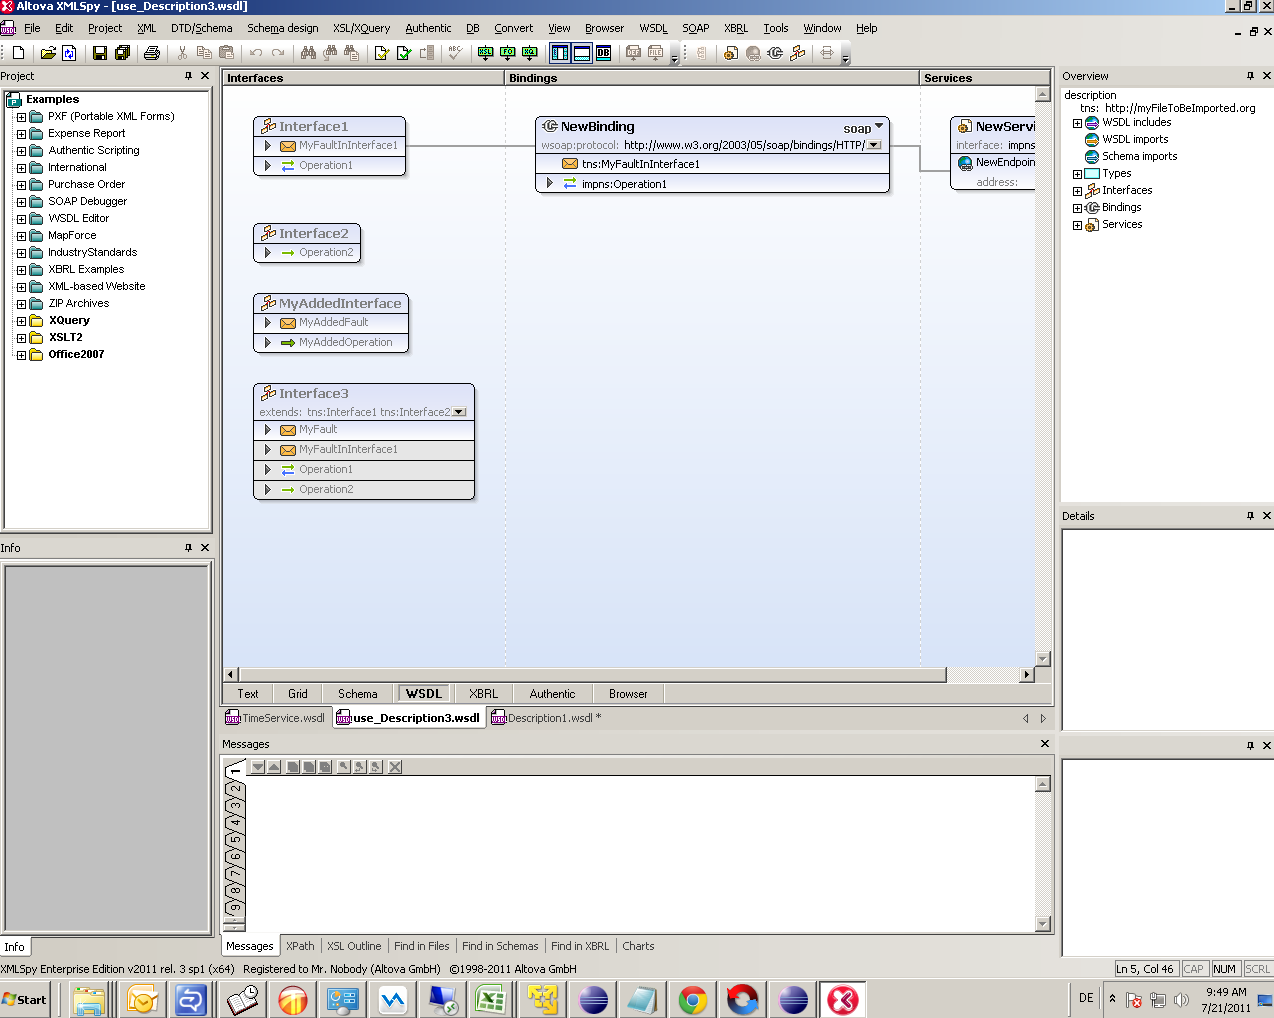 Altova XMLSpy - [use_Description3.wsdl]
File Edit Project XML DTD/Schema Schema design XSL/XQuery Authentic DB Convert View Browser WSDL SOAP XBRL Tools Window Help
Project
Examples
PXF (Portable XML Forms)
Expense Report
Authentic Scripting
International
Purchase Order
SOAP Debugger
WSDL Editor
MapForce
IndustryStandards
XBRL Examples
XML-based Website
ZIP Archives
XQuery
XSLT2
Office2007
Info
Info
Interfaces Bindings Services
Interface1
MyFaultInInterface1
Operation1
Interface2
Operation2
MyAddedInterface
MyAddedFault
MyAddedOperation
Interface3
extends: tns:Interface1 tns:Interface2
MyFault
MyFaultInInterface1
Operation1
Operation2
NewBinding soap
wsoap:protocol: http://www.w3.org/2003/05/soap/bindings/HTTP/
tns:MyFaultInInterface1
impns:Operation1
NewServi
interface: impns
NewEndpoin
address:
Text Grid Schema WSDL XBRL Authentic Browser
TimeService.wsdl use_Description3.wsdl Description1.wsdl *
Messages
1
2
3
4
5
6
7
8
9
Messages XPath XSL Outline Find in Files Find in Schemas Find in XBRL Charts
Overview
description
tns: http://myFileToBeImported.org
WSDL includes
WSDL imports
Schema imports
Types
Interfaces
Bindings
Services
Details
XMLSpy Enterprise Edition v2011 rel. 3 sp1 (x64) Registered to Mr. Nobody (Altova GmbH) ©1998-2011 Altova GmbH
Ln 5, Col 46 CAP NUM SCRL
Start
DE
9:49 AM
7/21/2011